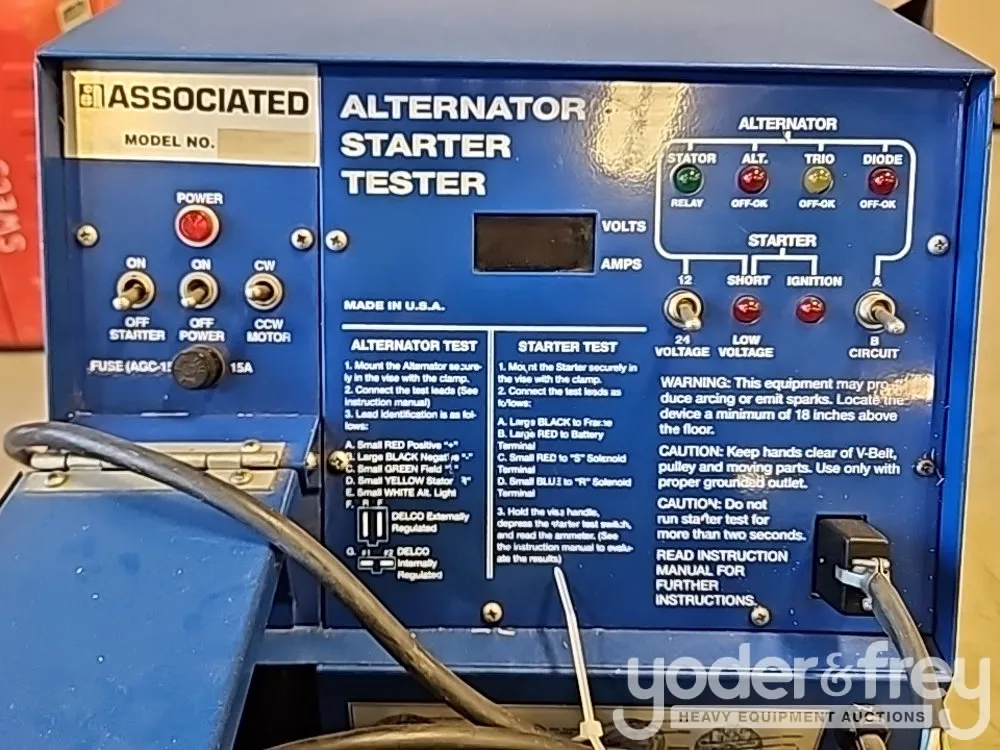 ASSOCIATED
MODEL NO.
POWER
ON ON CW
OFF OFF CCW
STARTER POWER MOTOR
FUSE (AGC-15 15A
ALTERNATOR
STARTER
TESTER
VOLTS
AMPS
MADE IN U.S.A.
ALTERNATOR
STATOR ALT. TRIO DIODE
RELAY OFF-OK OFF-OK OFF-OK
STARTER
12 SHORT IGNITION A
24 LOW B
VOLTAGE VOLTAGE CIRCUIT
ALTERNATOR TEST
1. Mount the Alternator secure-
ly in the vise with the clamp.
2. Connect the test leads (See
instruction manual)
3. Lead identification is as fol-
lows:
A. Small RED Positive "+"
B. Large BLACK Negative "-"
C. Small GREEN Field
D. Small YELLOW Stator
E. Small WHITE Alt. Light
F. R F
DELCO Externally
Regulated
G. #1 #2 DELCO
Internally
Regulated
STARTER TEST
1. Mount the Starter securely in
the vise with the clamp.
2. Connect the test leads as
follows:
A. Large BLACK to Frame
B. Large RED to Battery
Terminal
C. Small RED to "S" Solenoid
Terminal
D. Small BLUE to "R" Solenoid
Terminal
3. Hold the vise handle,
depress the starter test switch,
and read the ammeter. (See
the instruction manual to evalu-
ate the results)
WARNING: This equipment may pro-
duce arcing or emit sparks. Locate the
device a minimum of 18 inches above
the floor.
CAUTION: Keep hands clear of V-Belt,
pulley and moving parts. Use only with
proper grounded outlet.
CAUTION: Do not
run starter test for
more than two seconds.
READ INSTRUCTION
MANUAL FOR
FURTHER
INSTRUCTIONS.
yoder&frey
HEAVY EQUIPMENT AUCTIONS